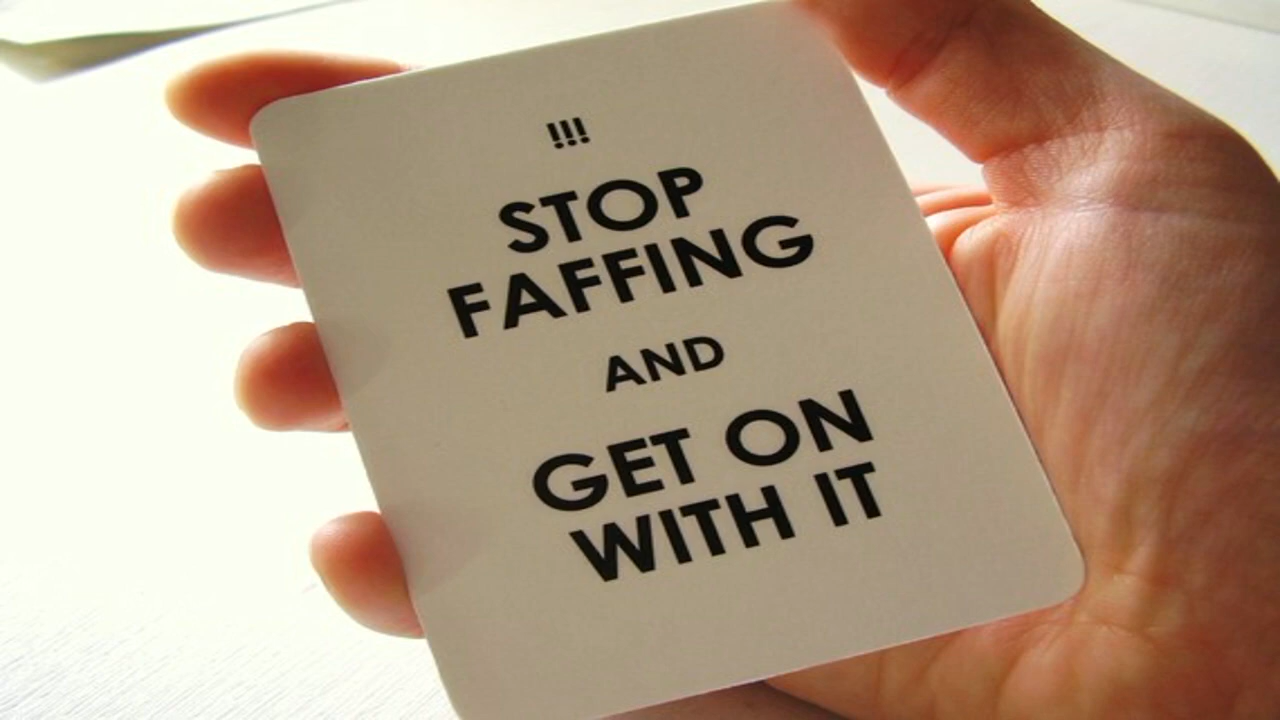 !!!
STOP
FAFFING
AND
GET ON
WITH IT